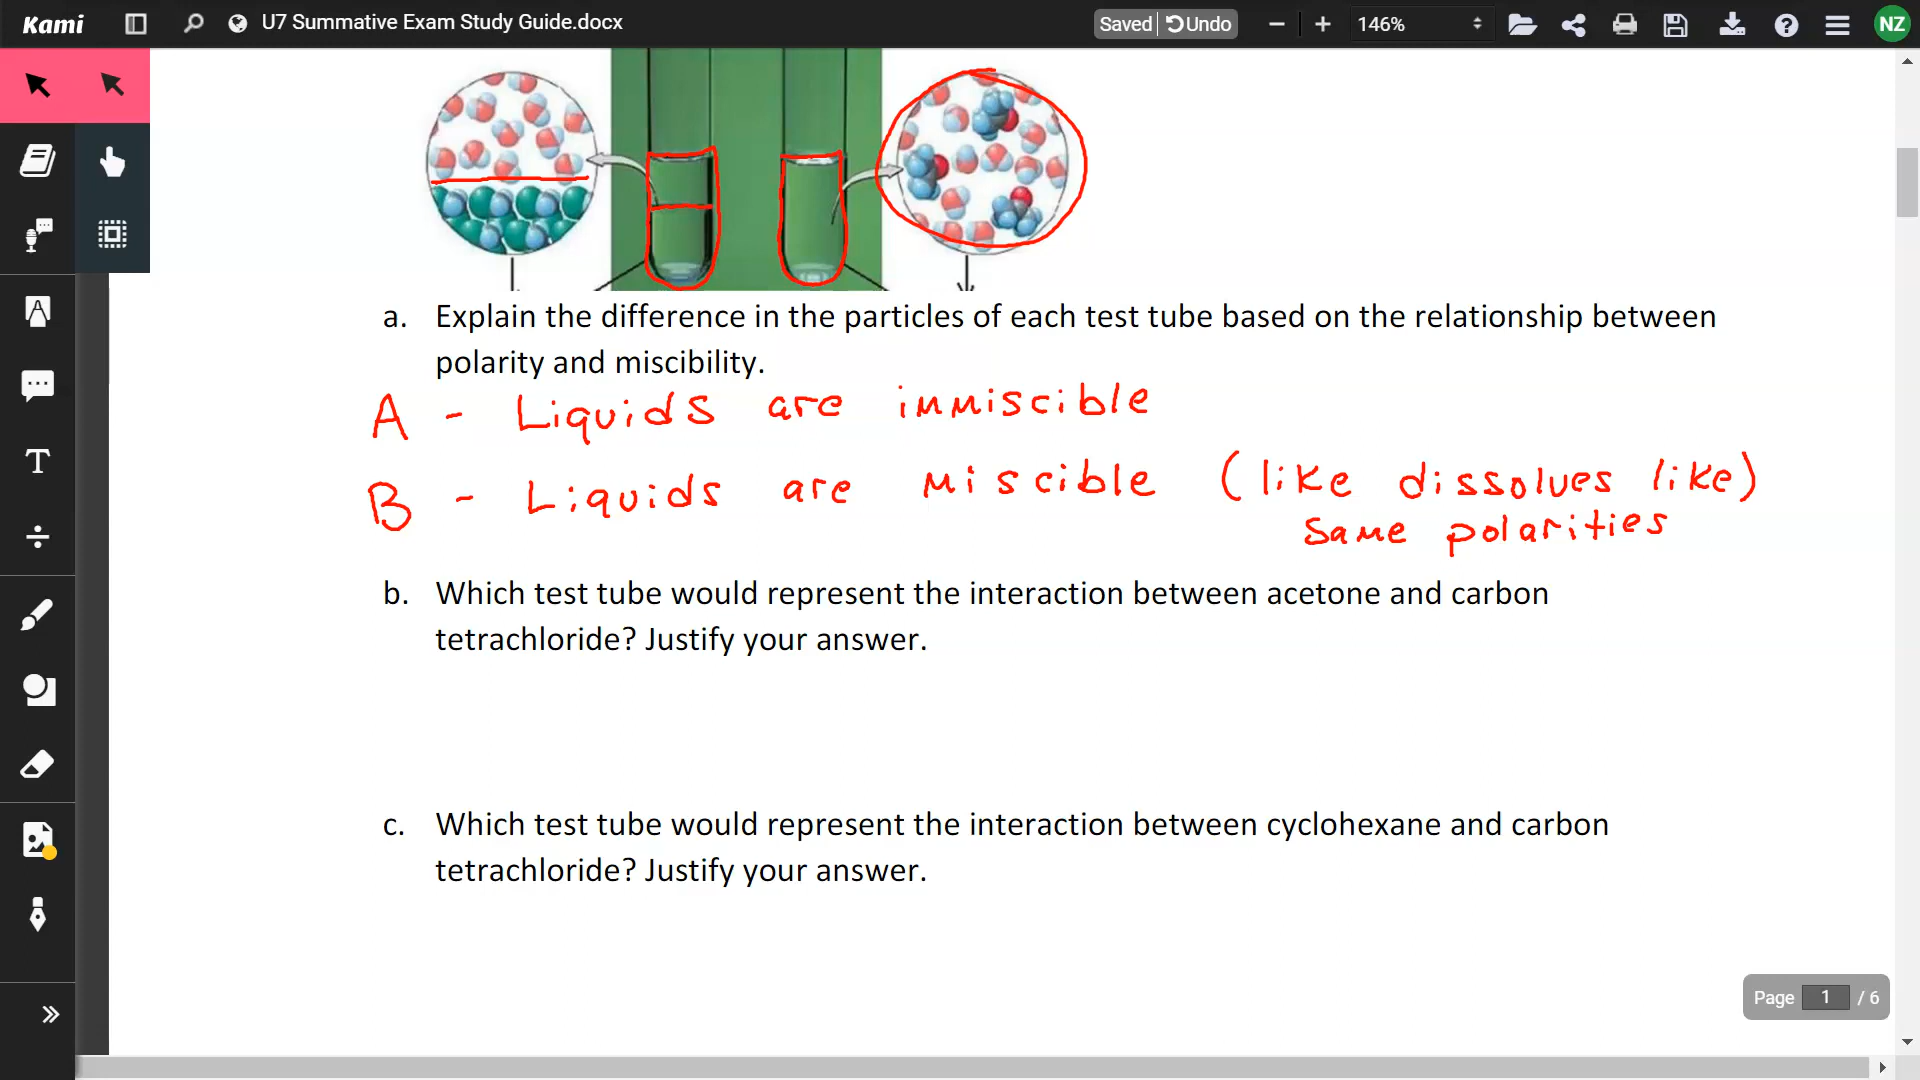 Kami
U7 Summative Exam Study Guide.docx
Saved Undo
146%
NZ
a. Explain the difference in the particles of each test tube based on the relationship between
polarity and miscibility.
A - Liquids are immiscible
B - Liquids are miscible (like dissolves like)
same polarities
b. Which test tube would represent the interaction between acetone and carbon
tetrachloride? Justify your answer.
c. Which test tube would represent the interaction between cyclohexane and carbon
tetrachloride? Justify your answer.
Page 1 / 6